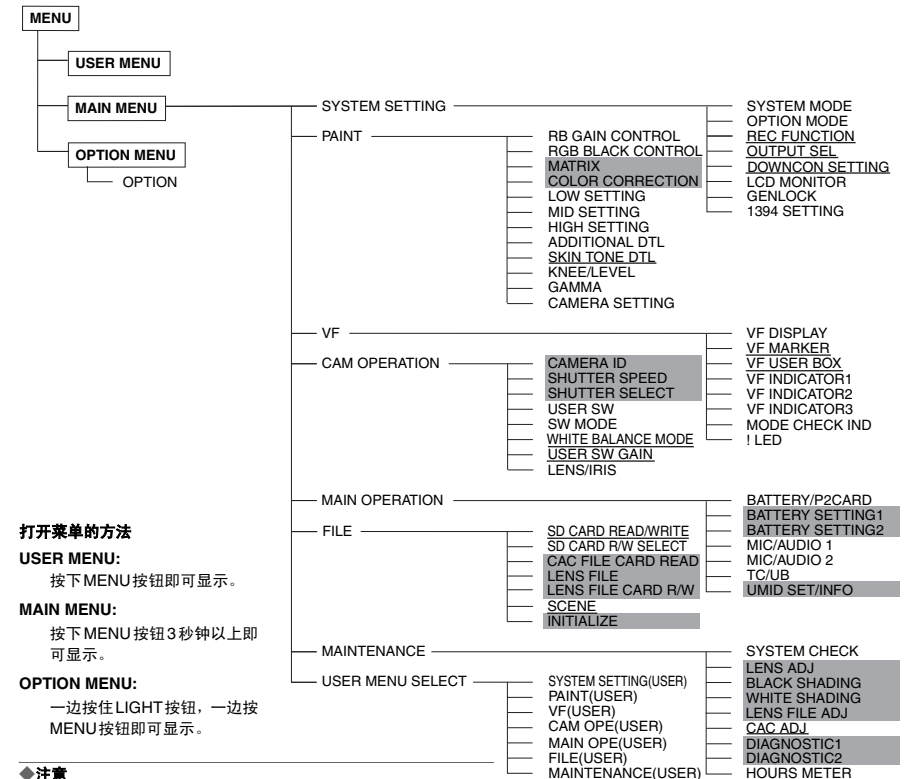 MENU
USER MENU
MAIN MENU
OPTION MENU
OPTION
SYSTEM SETTING
SYSTEM MODE
OPTION MODE
REC FUNCTION
OUTPUT SEL
DOWNCON SETTING
LCD MONITOR
GENLOCK
1394 SETTING
PAINT
RB GAIN CONTROL
RGB BLACK CONTROL
MATRIX
COLOR CORRECTION
LOW SETTING
MID SETTING
HIGH SETTING
ADDITIONAL DTL
SKIN TONE DTL
KNEE/LEVEL
GAMMA
CAMERA SETTING
VF
VF DISPLAY
VF MARKER
VF USER BOX
VF INDICATOR1
VF INDICATOR2
VF INDICATOR3
MODE CHECK IND
! LED
CAM OPERATION
CAMERA ID
SHUTTER SPEED
SHUTTER SELECT
USER SW
SW MODE
WHITE BALANCE MODE
USER SW GAIN
LENS/IRIS
MAIN OPERATION
BATTERY/P2CARD
BATTERY SETTING1
BATTERY SETTING2
MIC/AUDIO 1
MIC/AUDIO 2
TC/UB
UMID SET/INFO
FILE
SD CARD READ/WRITE
SD CARD R/W SELECT
CAC FILE CARD READ
LENS FILE
LENS FILE CARD R/W
SCENE
INITIALIZE
MAINTENANCE
SYSTEM CHECK
LENS ADJ
BLACK SHADING
WHITE SHADING
LENS FILE ADJ
CAC ADJ
DIAGNOSTIC1
DIAGNOSTIC2
HOURS METER
USER MENU SELECT
SYSTEM SETTING(USER)
PAINT(USER)
VF(USER)
CAM OPE(USER)
MAIN OPE(USER)
FILE(USER)
MAINTENANCE(USER)
打开菜单的方法
USER MENU:
按下MENU按钮即可显示。
MAIN MENU:
按下MENU按钮3秒钟以上即
可显示。
OPTION MENU:
一边按住LIGHT按钮，一边按
MENU按钮即可显示。
◆注意